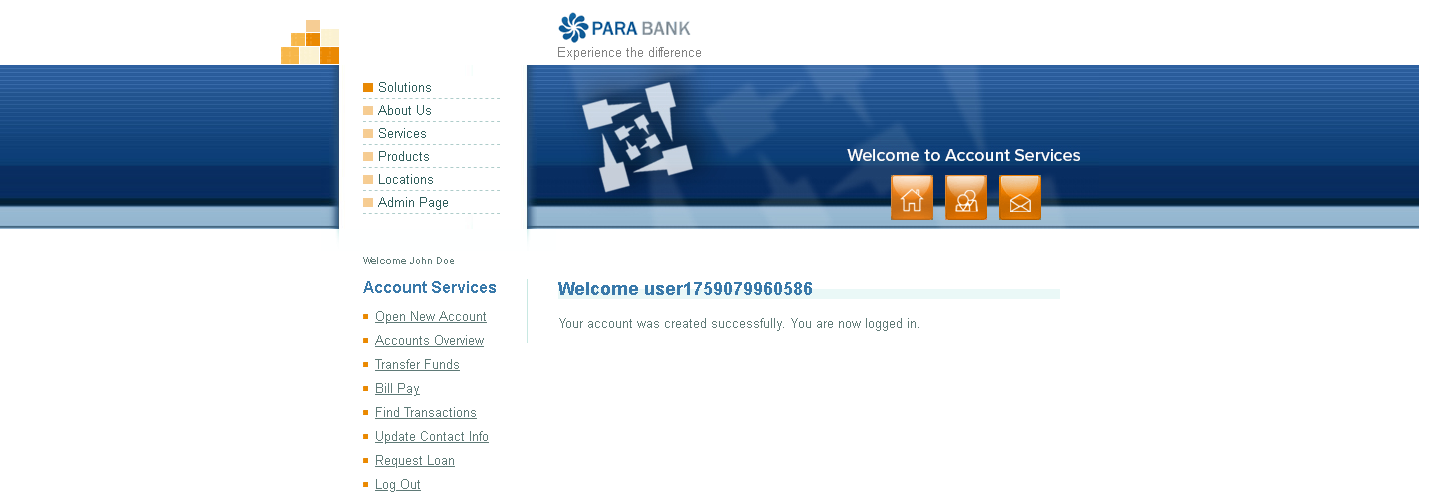 PARA BANK
Experience the difference
Solutions
About Us
Services
Products
Locations
Admin Page
Welcome to Account Services
Welcome John Doe
Account Services
Open New Account
Accounts Overview
Transfer Funds
Bill Pay
Find Transactions
Update Contact Info
Request Loan
Log Out
Welcome user1759079960586
Your account was created successfully. You are now logged in.